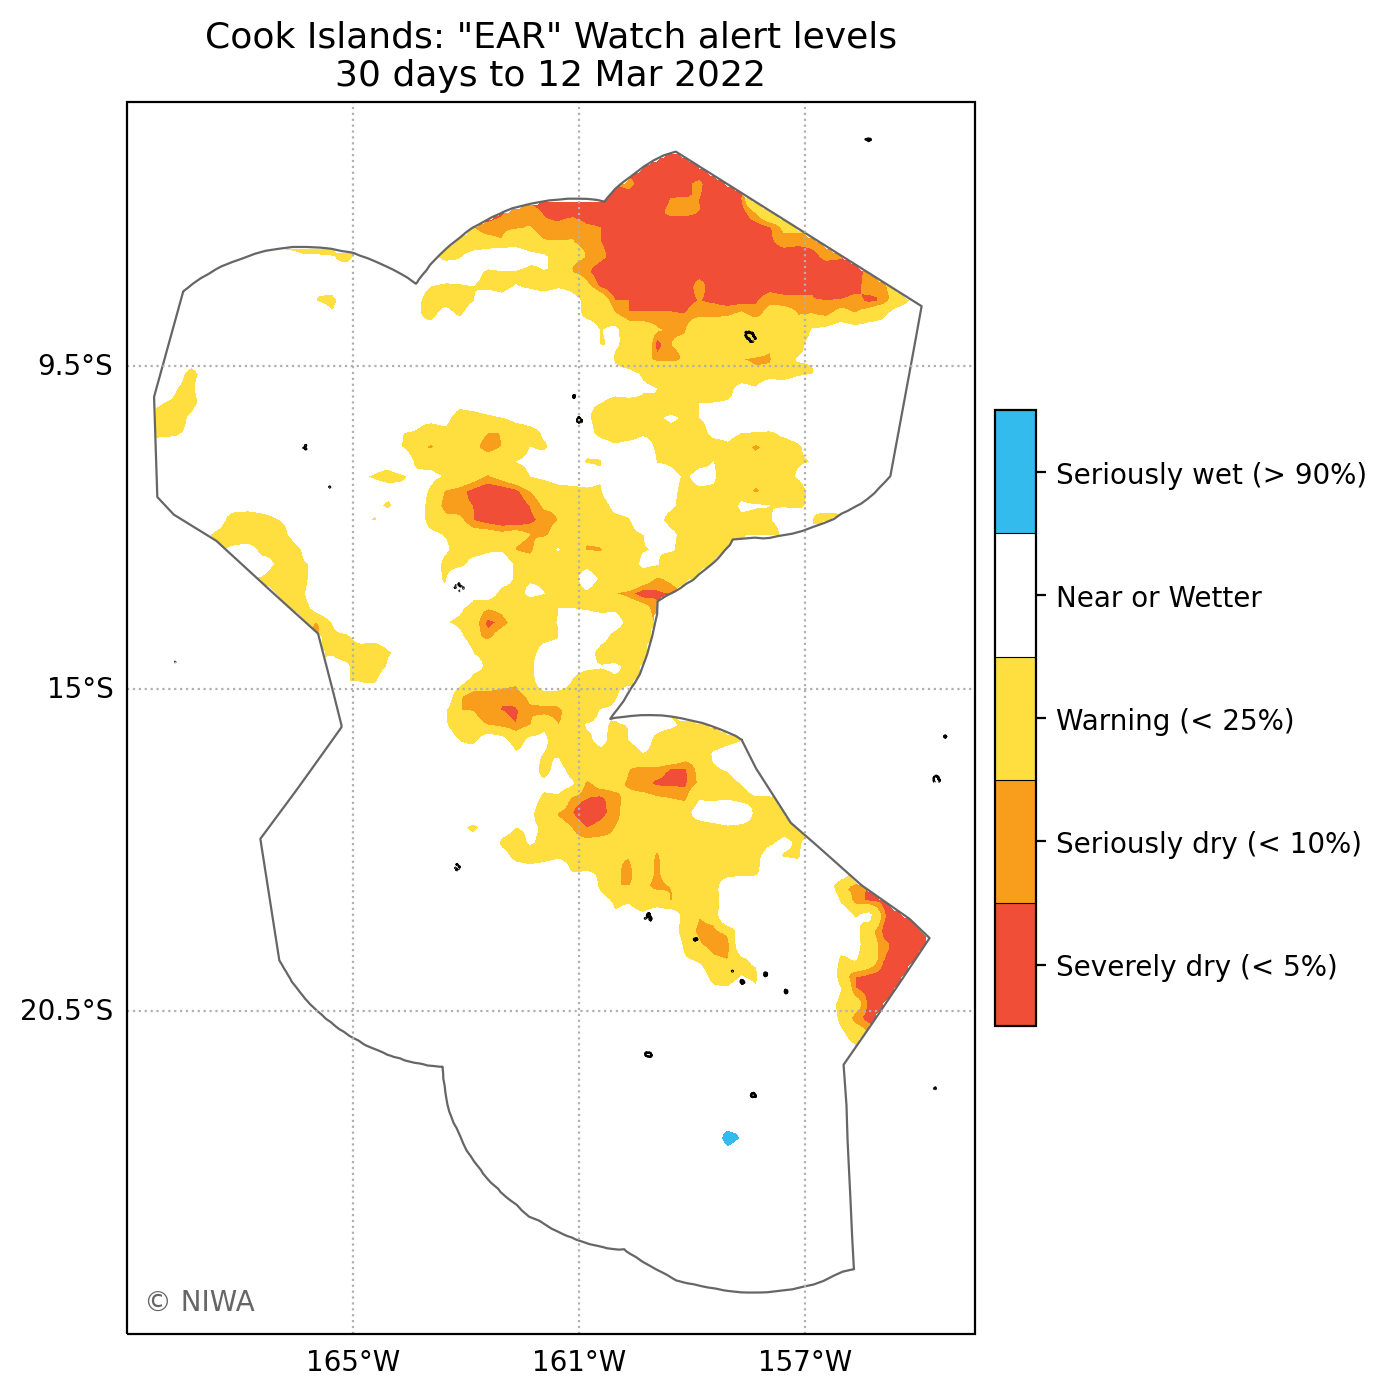 Cook Islands: "EAR" Watch alert levels
30 days to 12 Mar 2022
9.5°S
15°S
20.5°S
165°W
161°W
157°W
Seriously wet (> 90%)
Near or Wetter
Warning (< 25%)
Seriously dry (< 10%)
Severely dry (< 5%)
© NIWA